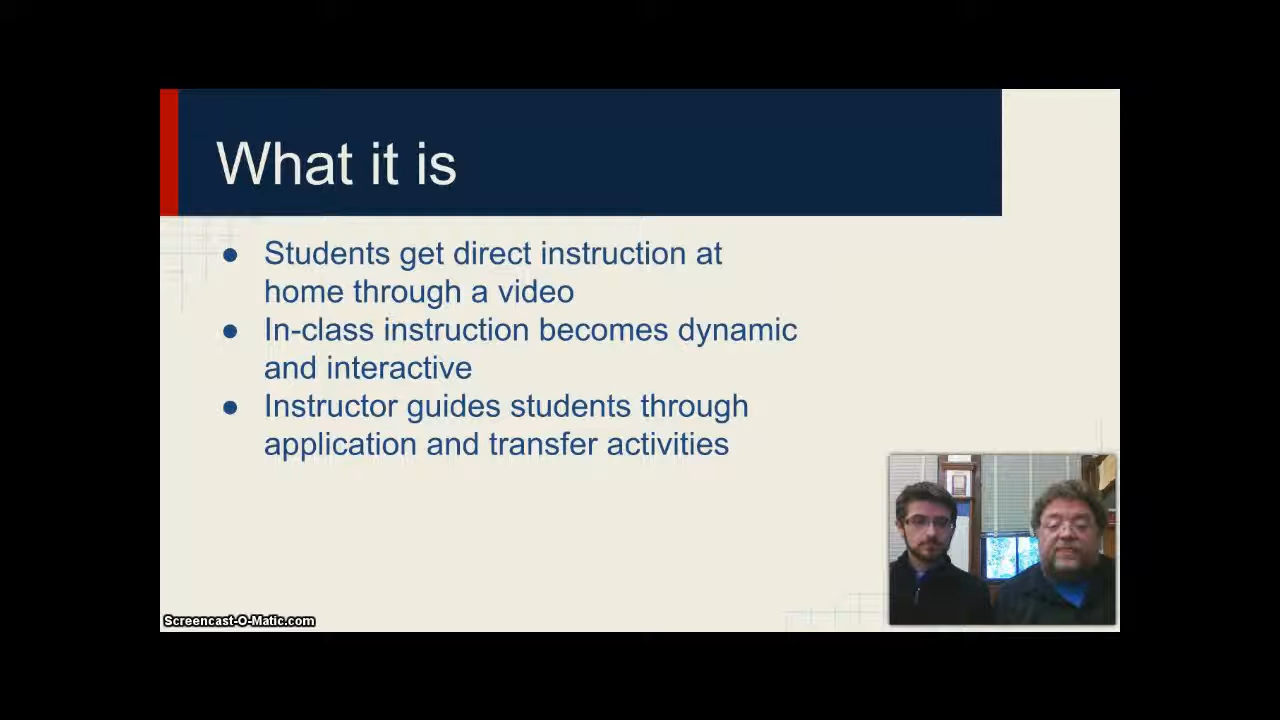 What it is
● Students get direct instruction at
home through a video
● In-class instruction becomes dynamic
and interactive
● Instructor guides students through
application and transfer activities
Screencast-O-Matic.com